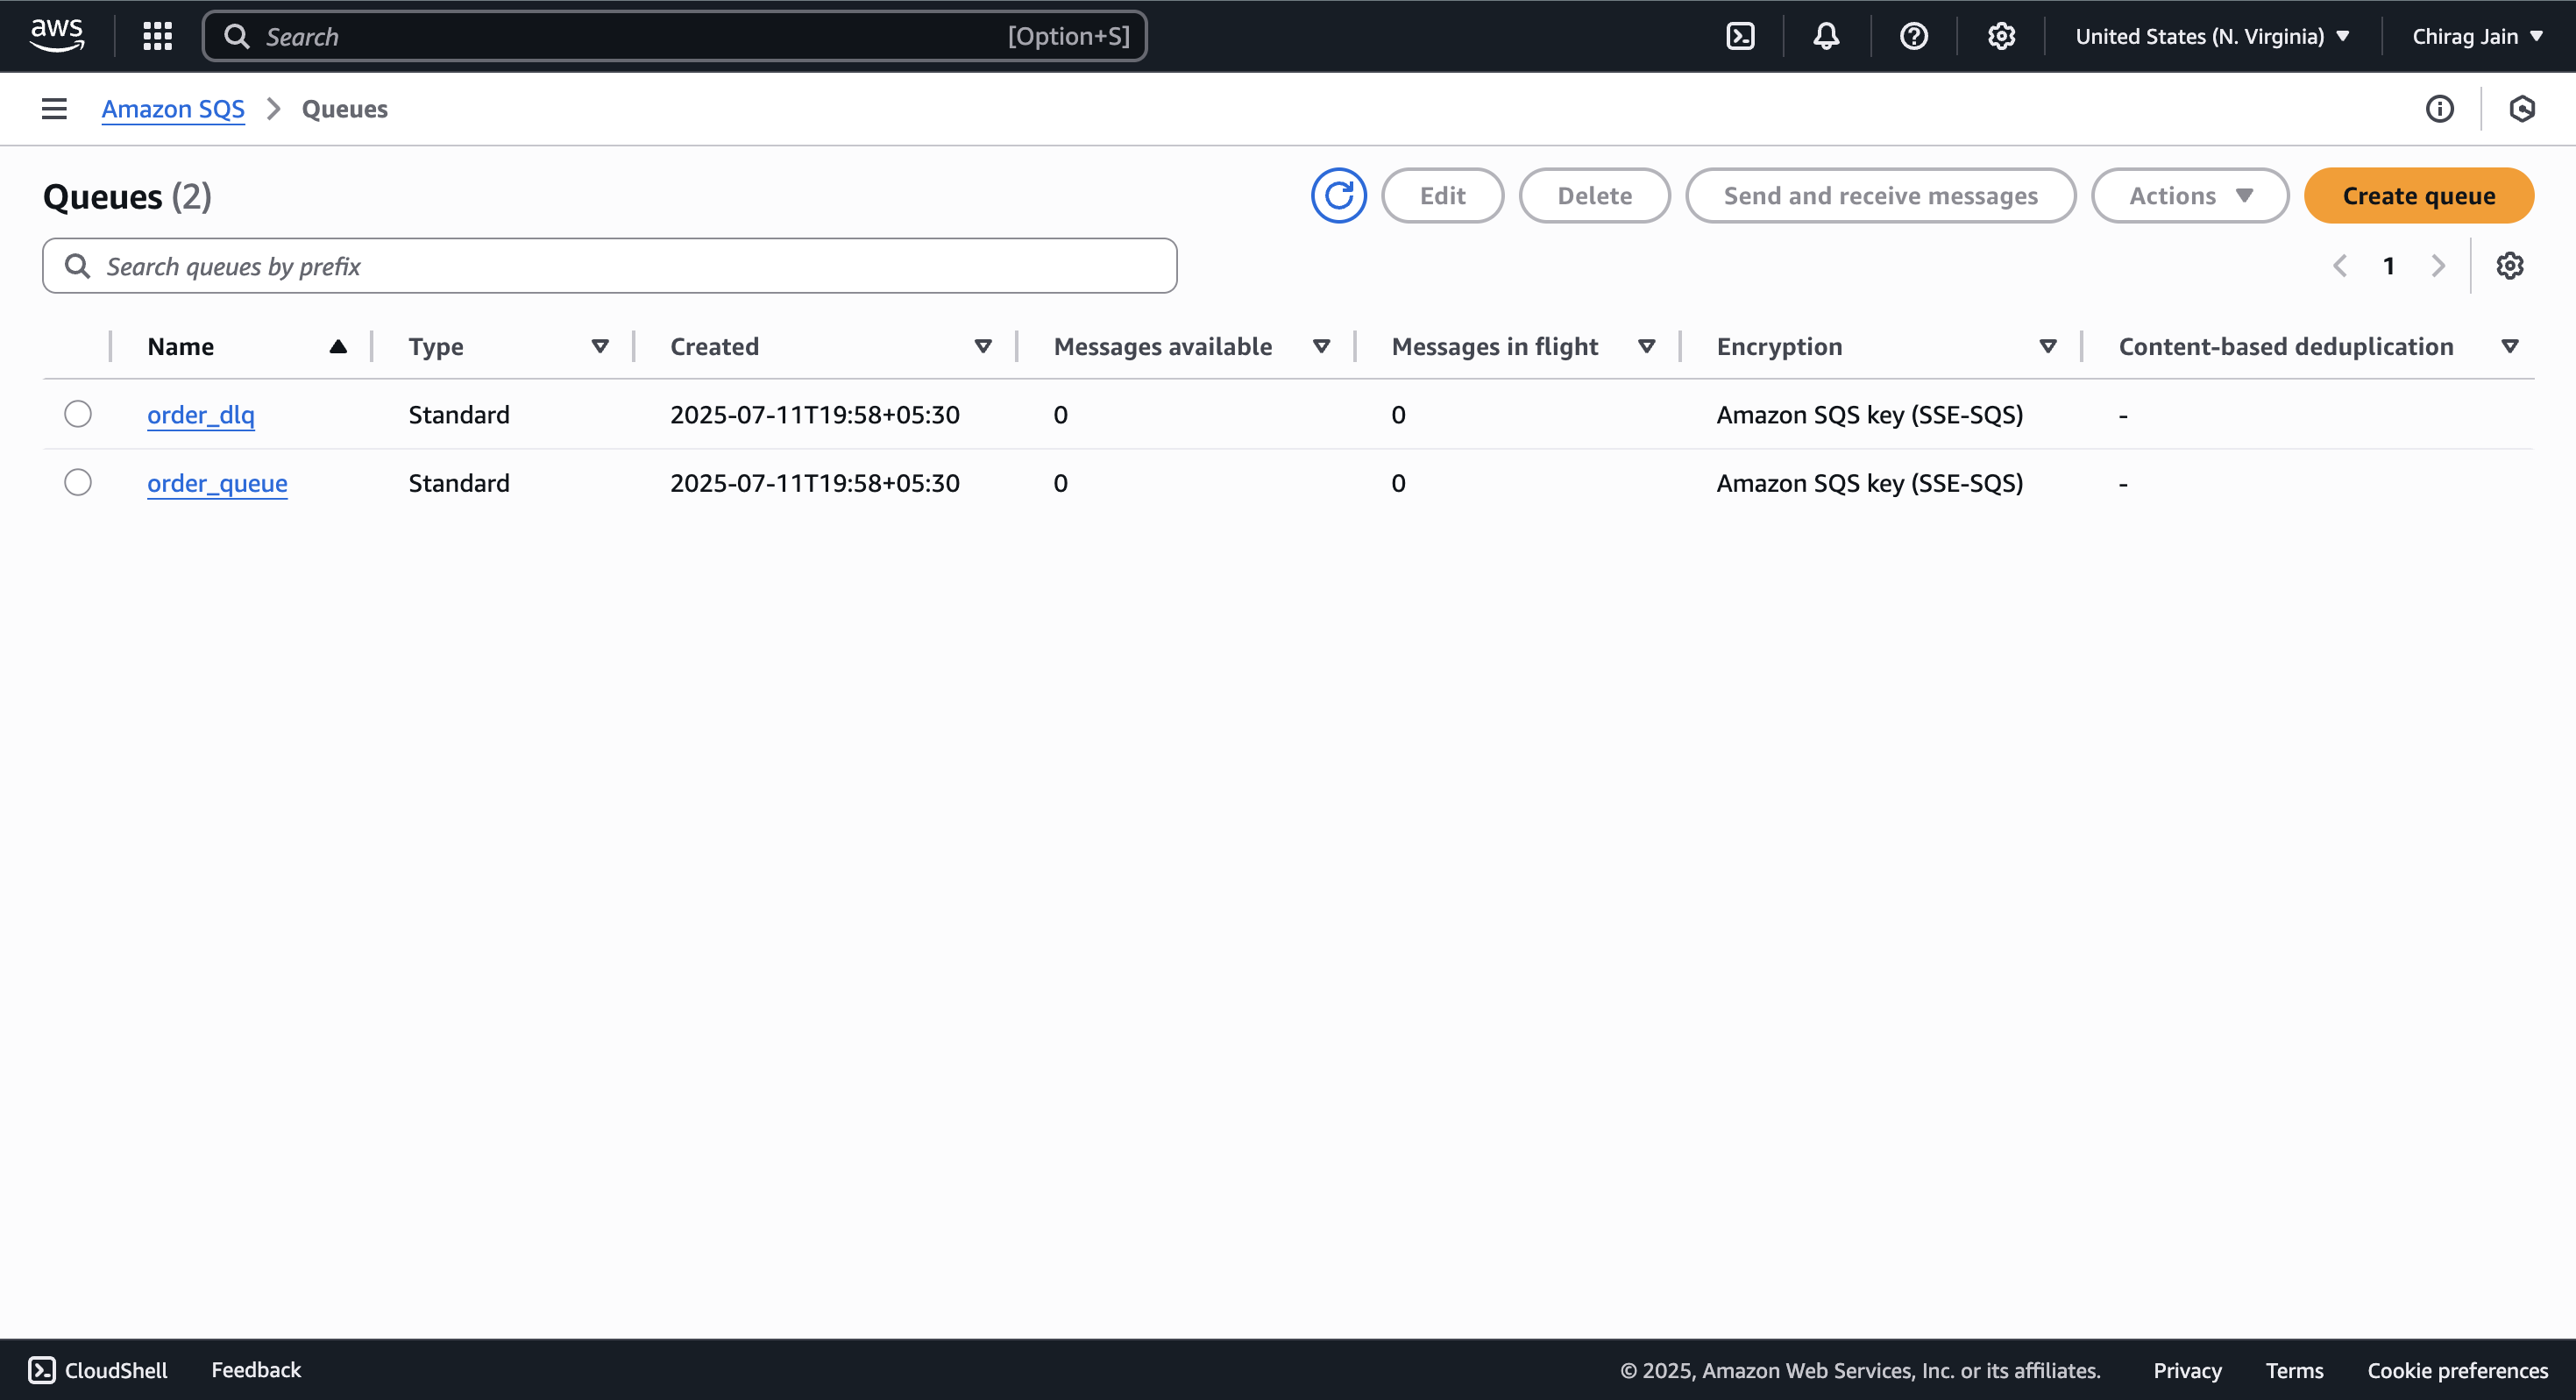 aws Search [Option+S] United States (N. Virginia) Chirag Jain
Amazon SQS Queues
Queues (2) Edit Delete Send and receive messages Actions Create queue
Search queues by prefix 1
Name Type Created Messages available Messages in flight Encryption Content-based deduplication
order_dlq Standard 2025-07-11T19:58+05:30 0 0 Amazon SQS key (SSE-SQS) -
order_queue Standard 2025-07-11T19:58+05:30 0 0 Amazon SQS key (SSE-SQS) -
CloudShell Feedback © 2025, Amazon Web Services, Inc. or its affiliates. Privacy Terms Cookie preferences